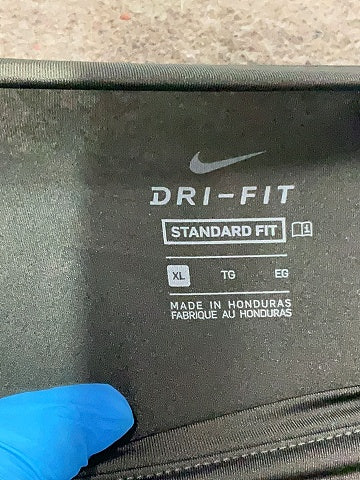 DRI-FIT
STANDARD FIT
XL TG EG
MADE IN HONDURAS
FABRIQUE AU HONDURAS